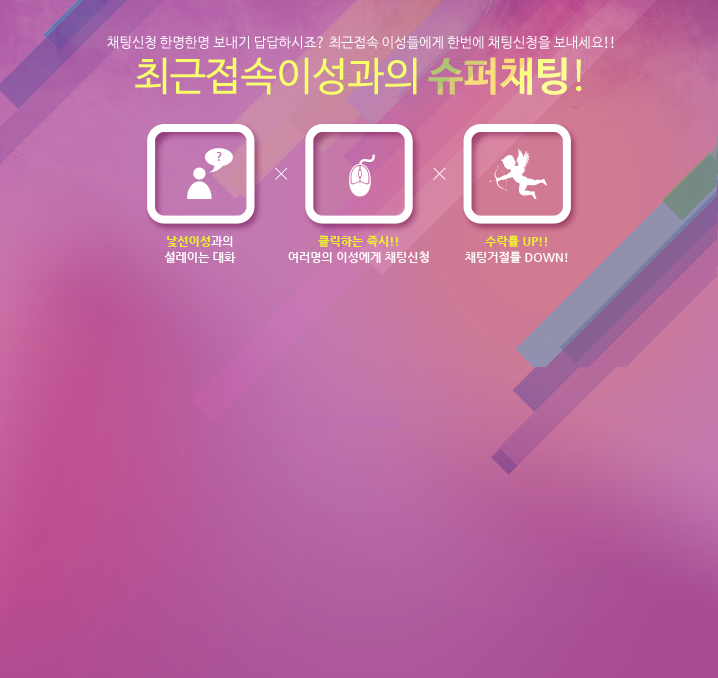 채팅신청 한명한명 보내기 답답하시죠? 최근접속 이성들에게 한번에 채팅신청을 보내세요!!
최근접속이성과의 슈퍼채팅!
?
낯선이성과의
설레이는 대화
클릭하는 즉시!!
여러명의 이성에게 채팅신청
수락률 UP!!
채팅거절률 DOWN!